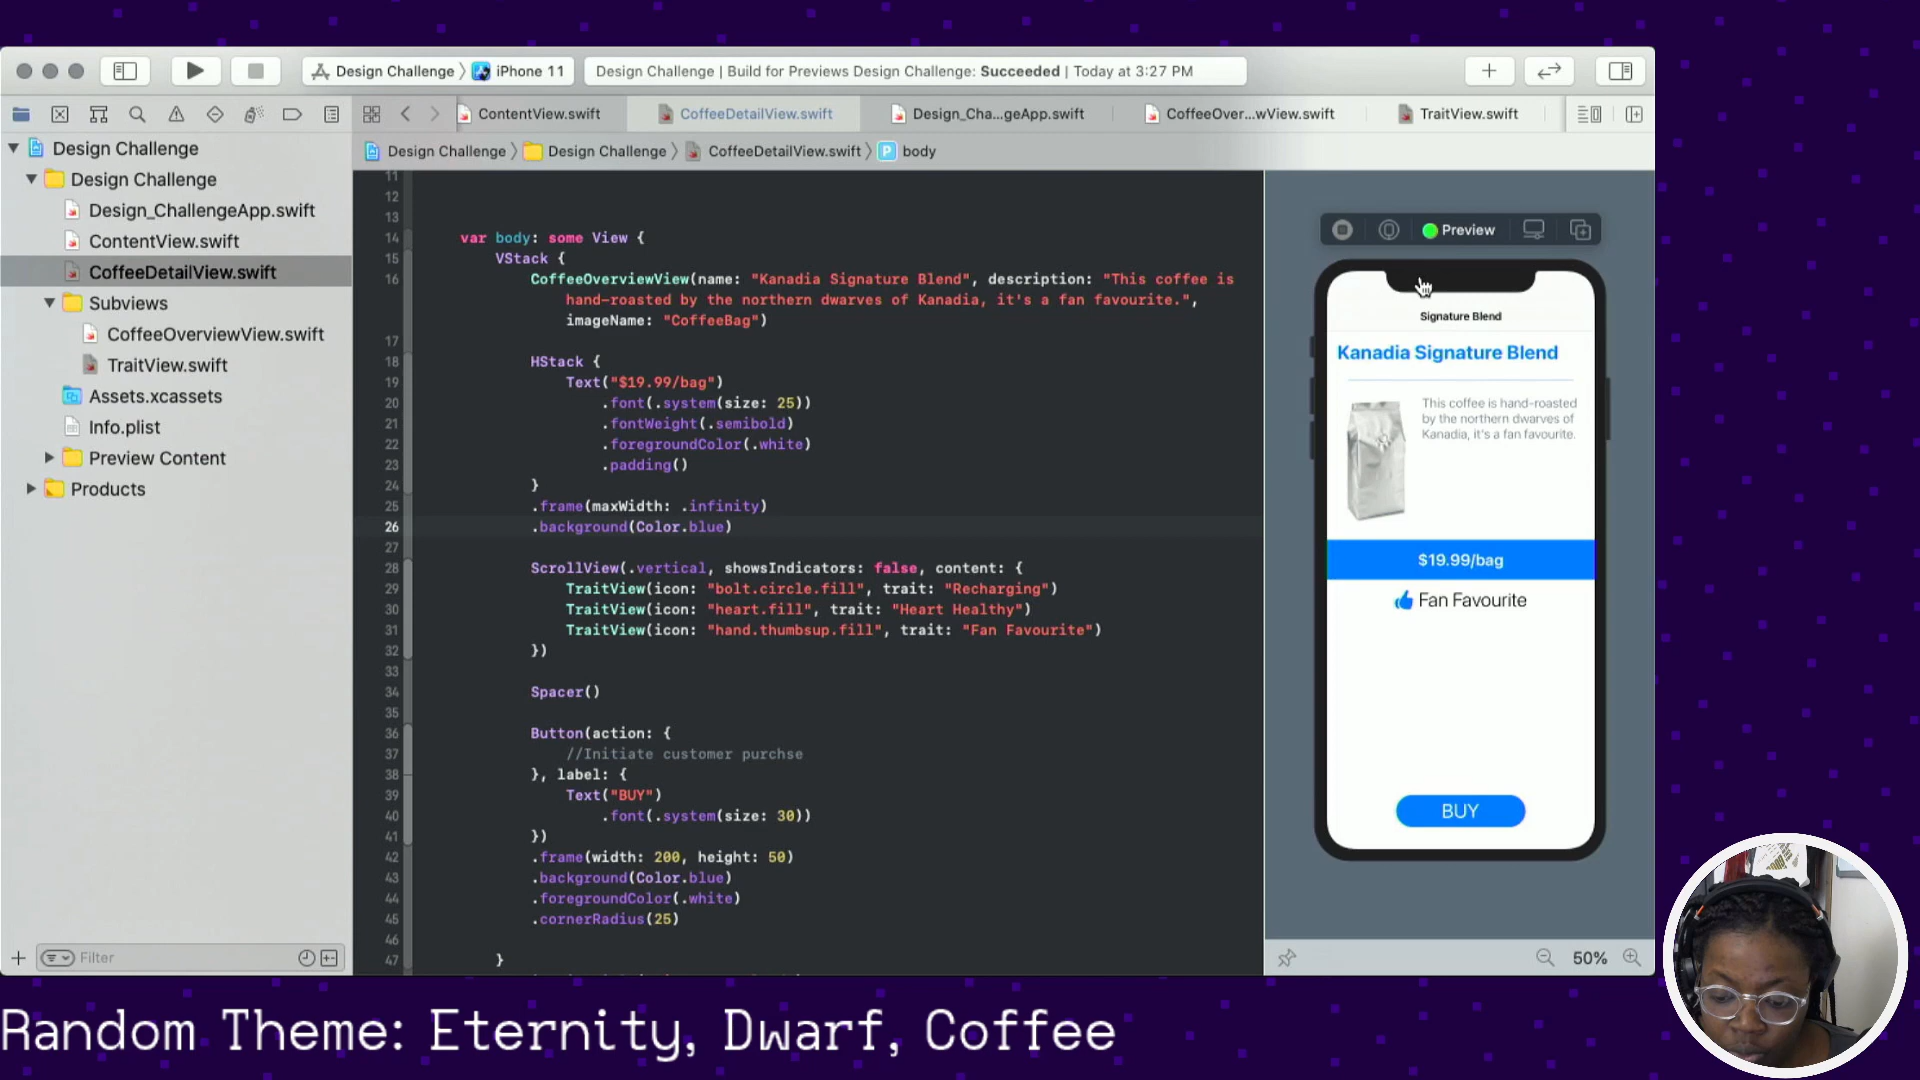 Design Challenge 〉 iPhone 11
Design Challenge | Build for Previews Design Challenge: Succeeded | Today at 3:27 PM
ContentView.swift
CoffeeDetailView.swift
Design_Cha...geApp.swift
CoffeeOver...wView.swift
TraitView.swift
Design Challenge 〉 Design Challenge 〉 CoffeeDetailView.swift 〉 P body
Design Challenge
Design Challenge
Design_ChallengeApp.swift
ContentView.swift
CoffeeDetailView.swift
Subviews
CoffeeOverviewView.swift
TraitView.swift
Assets.xcassets
Info.plist
Preview Content
Products
Filter
11
12
13
14 var body: some View {
15 VStack {
16 CoffeeOverviewView(name: "Kanadia Signature Blend", description: "This coffee is
hand-roasted by the northern dwarves of Kanadia, it's a fan favourite.",
imageName: "CoffeeBag")
17
18 HStack {
19 Text("$19.99/bag")
20 .font(.system(size: 25))
21 .fontWeight(.semibold)
22 .foregroundColor(.white)
23 .padding()
24 }
25 .frame(maxWidth: .infinity)
26 .background(Color.blue)
27
28 ScrollView(.vertical, showsIndicators: false, content: {
29 TraitView(icon: "bolt.circle.fill", trait: "Recharging")
30 TraitView(icon: "heart.fill", trait: "Heart Healthy")
31 TraitView(icon: "hand.thumbsup.fill", trait: "Fan Favourite")
32 })
33
34 Spacer()
35
36 Button(action: {
37 //Initiate customer purchse
38 }, label: {
39 Text("BUY")
40 .font(.system(size: 30))
41 })
42 .frame(width: 200, height: 50)
43 .background(Color.blue)
44 .foregroundColor(.white)
45 .cornerRadius(25)
46
47 }
Preview
Signature Blend
Kanadia Signature Blend
This coffee is hand-roasted
by the northern dwarves of
Kanadia, it's a fan favourite.
$19.99/bag
Fan Favourite
BUY
50%
Random Theme: Eternity, Dwarf, Coffee